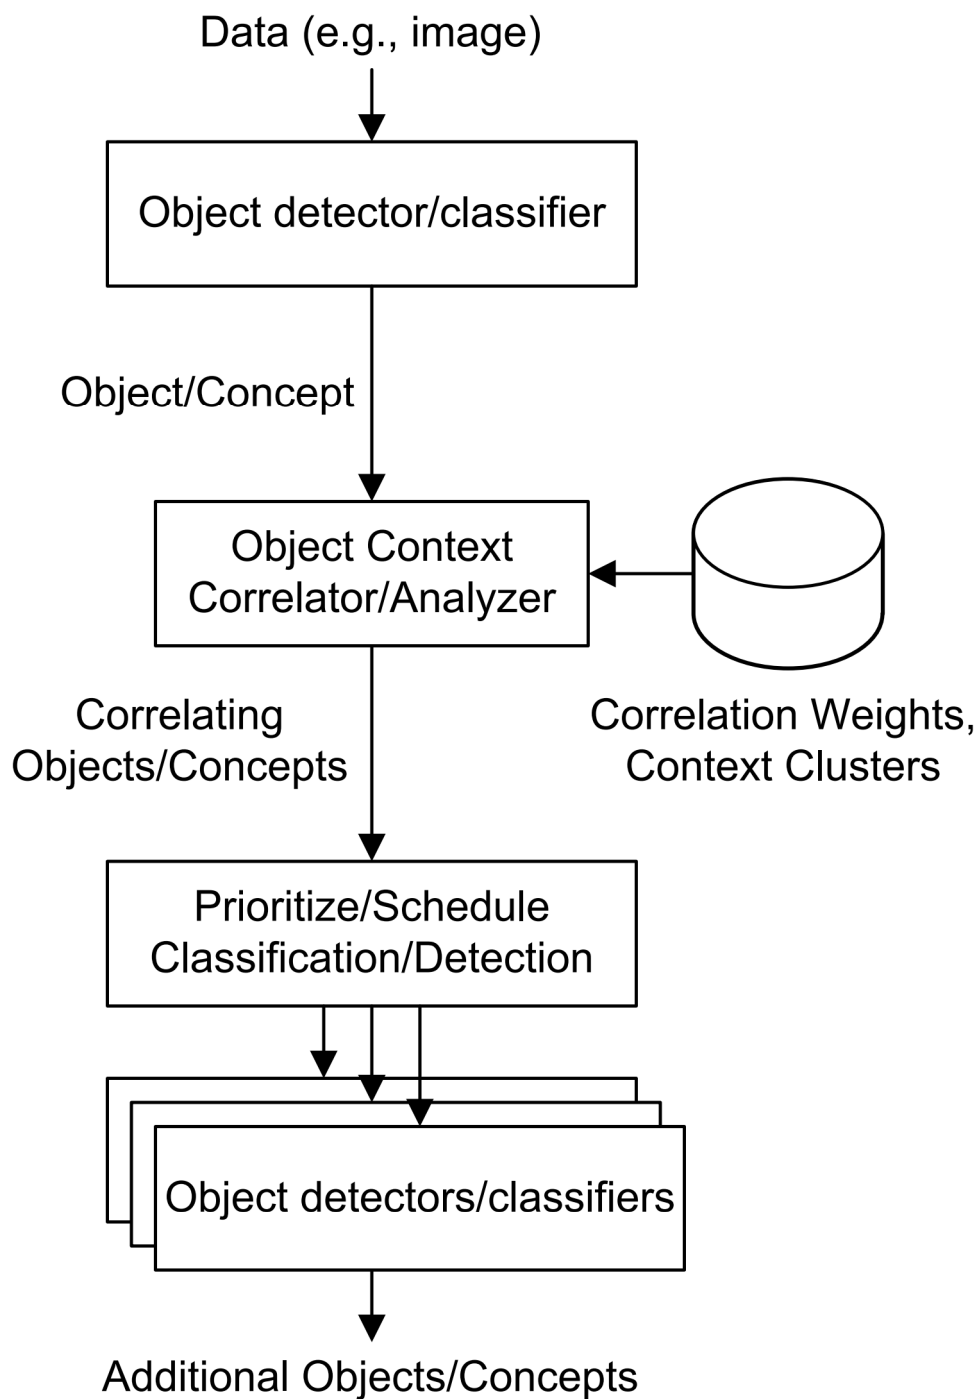 Data (e.g., image)
Object detector/classifier
Object/Concept
Object Context
Correlator/Analyzer
Correlating
Objects/Concepts
Correlation Weights,
Context Clusters
Prioritize/Schedule
Classification/Detection
Object detectors/classifiers
Additional Objects/Concepts